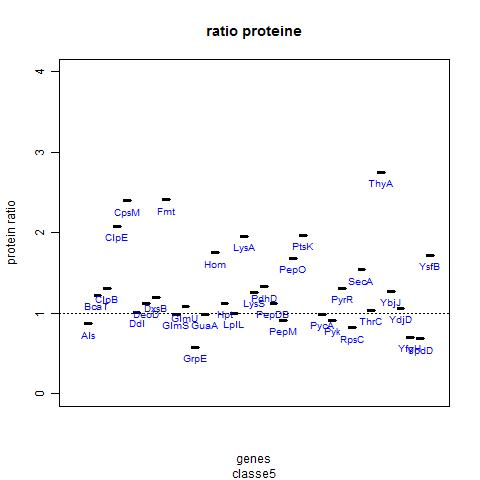 ratio proteine
protein ratio
4
3
2
1
0
Als
BcaT
ClpB
ClpE
CpsM
Ddl
DeoD
DxsB
Fmt
GlmS
GlmU
GrpE
GuaA
Hom
Hpt
LplL
LysA
LysS
PdhD
PepDB
PepM
PepO
PtsK
PycA
Pyk
PyrR
RpsC
SecA
ThrC
ThyA
YbjJ
YdjD
YsfB
genes
classe5